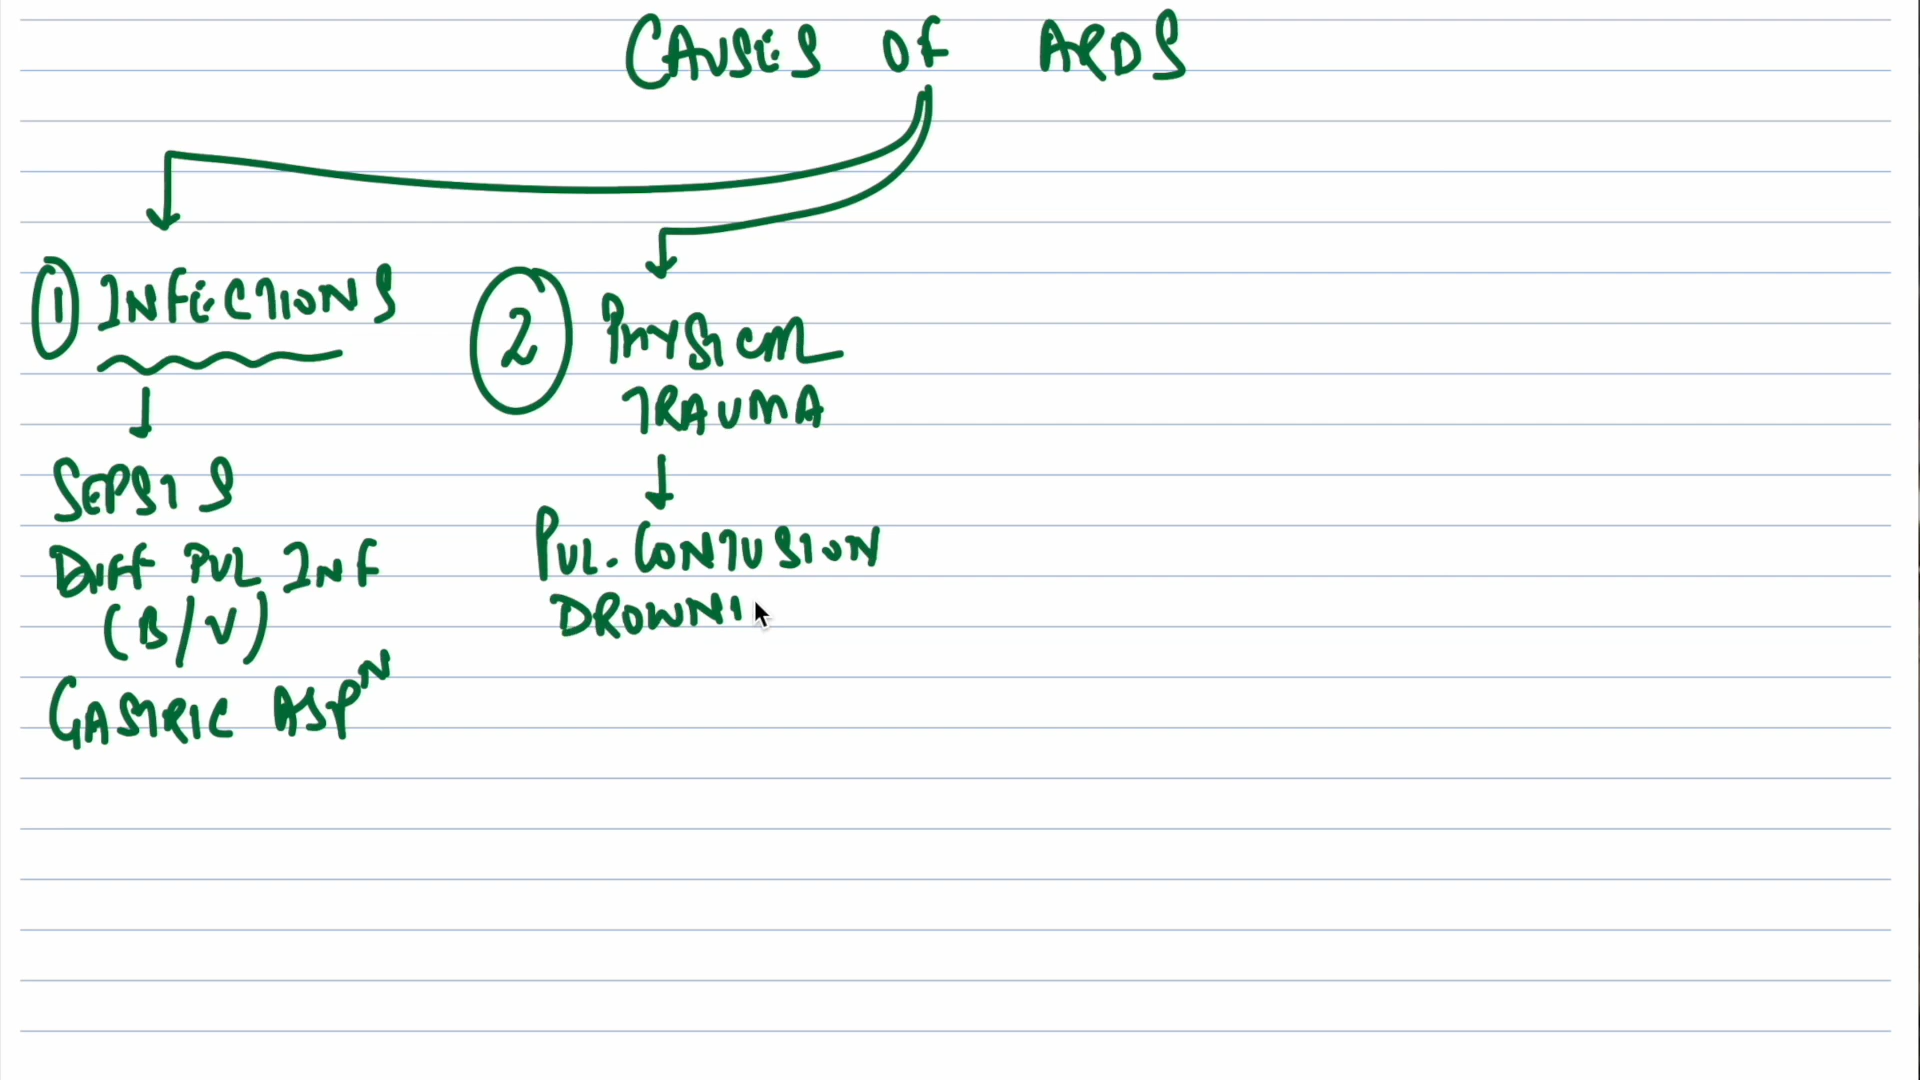 CAUSES OF ARDS
① INFECTIONS
SEPSIS
DIFF PUL INF
(B/V)
GASTRIC ASPN
② PHYSICAL
TRAUMA
PUL. CONTUSION
DROWNI